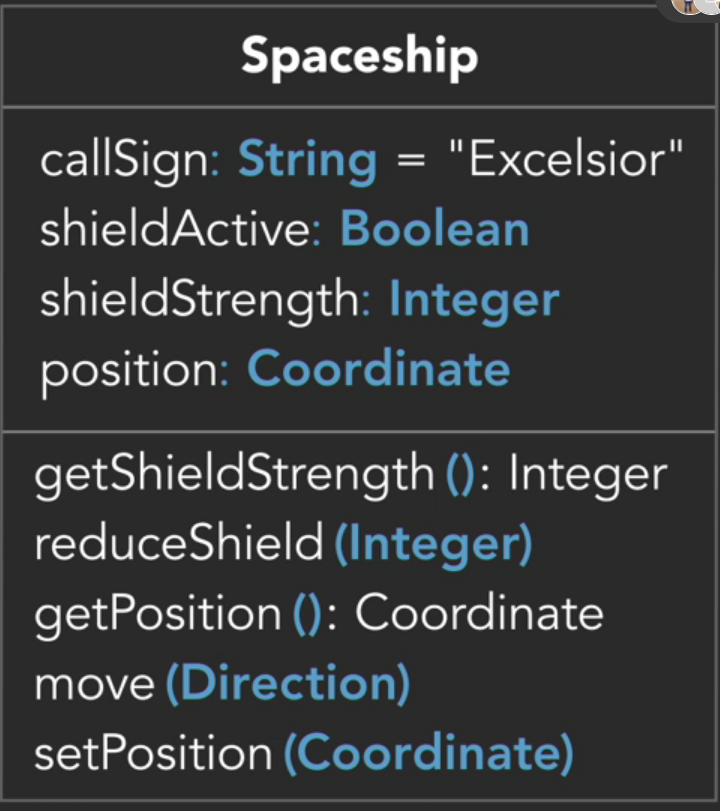 Spaceship
callSign: String = "Excelsior"
shieldActive: Boolean
shieldStrength: Integer
position: Coordinate
getShieldStrength (): Integer
reduceShield (Integer)
getPosition (): Coordinate
move (Direction)
setPosition (Coordinate)